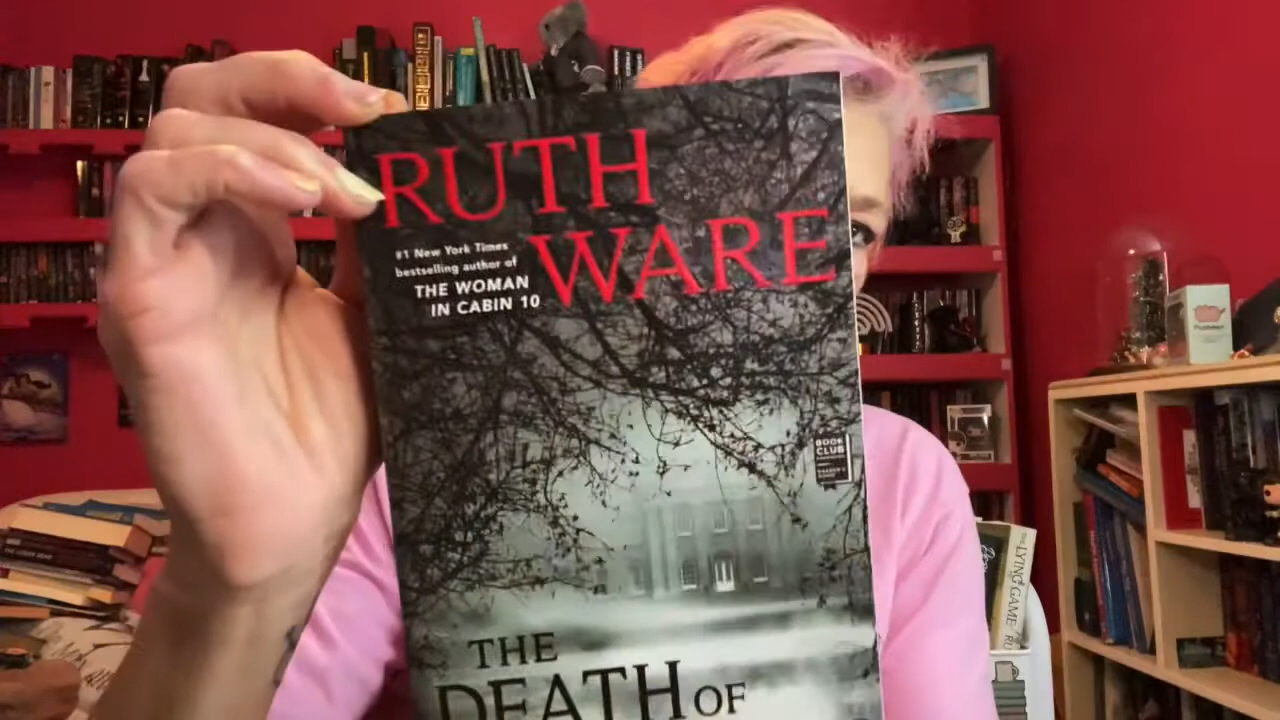 RUTH
WARE
#1 New York Times
bestselling author of
THE WOMAN
IN CABIN 10
BOOK
CLUB
THE
DEATH OF
THE LYING GAME